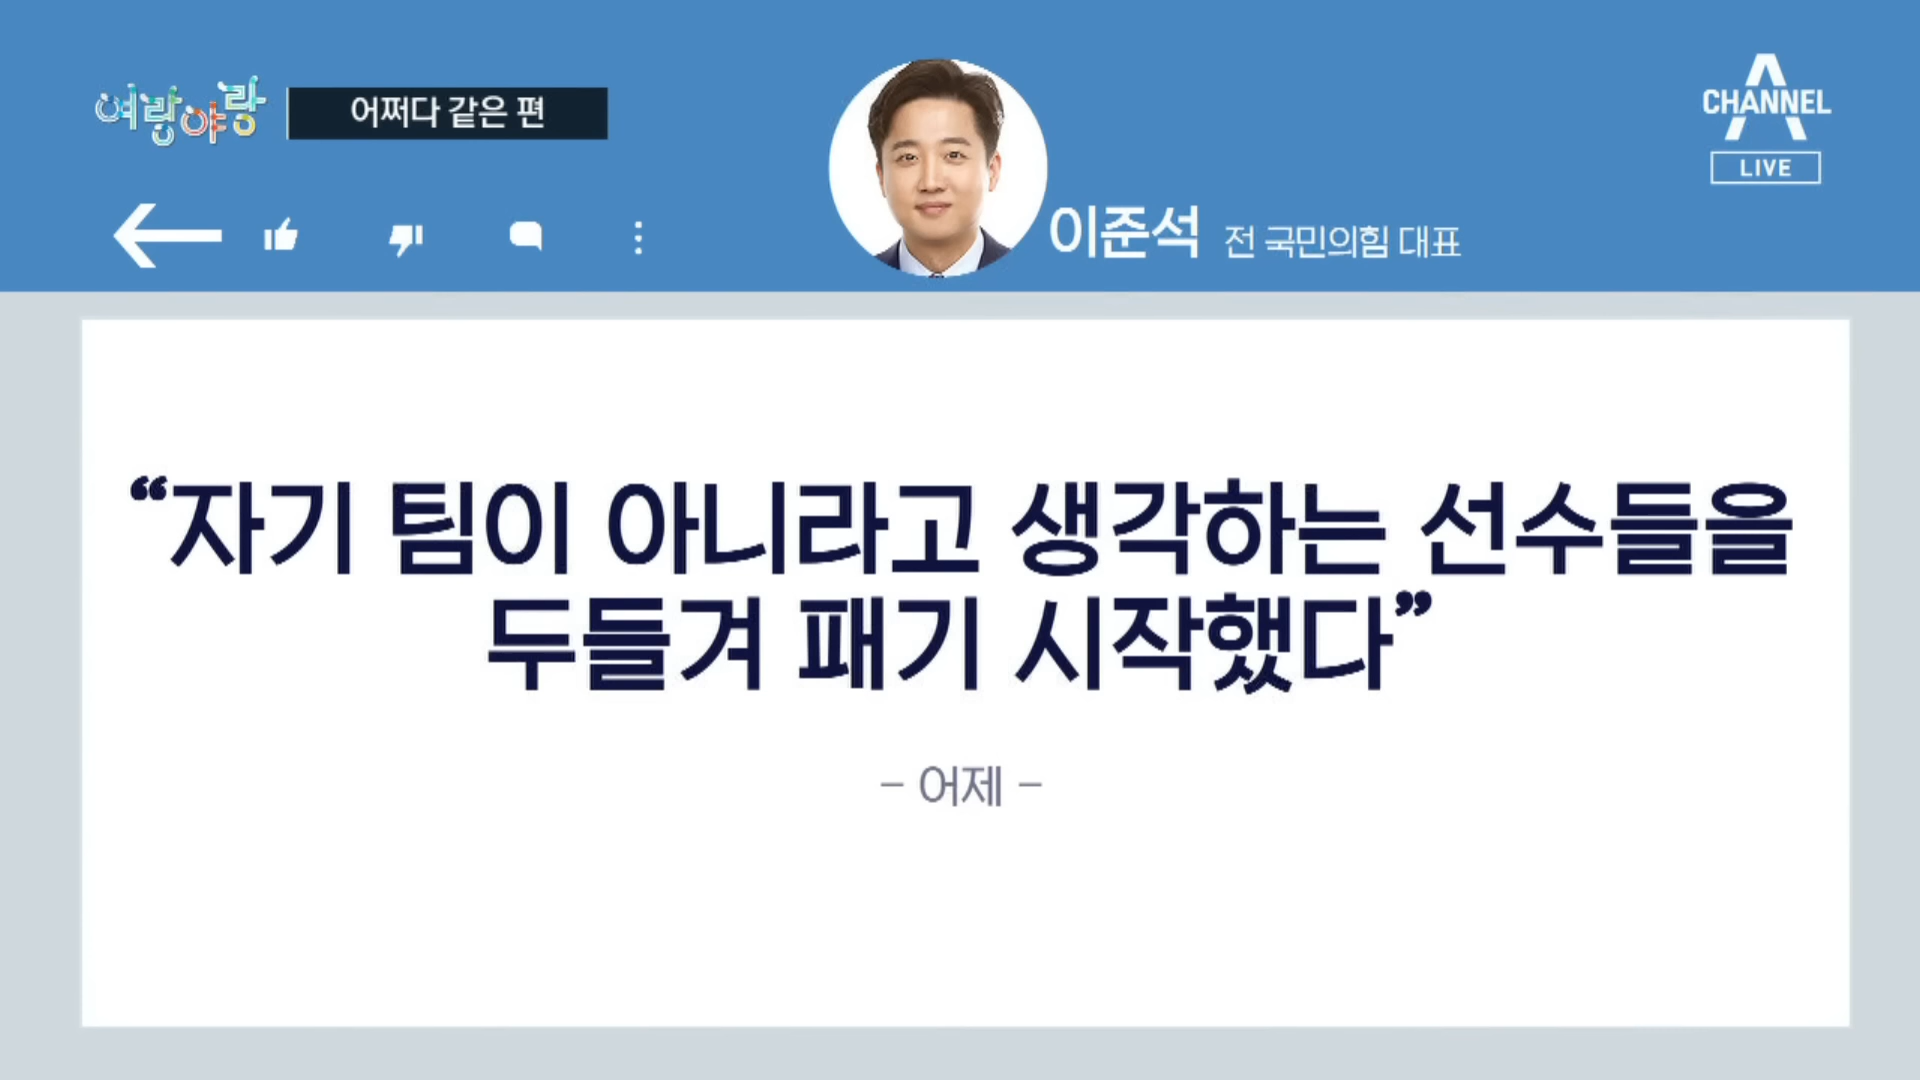 여랑야랑
어쩌다 같은 편
CHANNEL A
LIVE
이준석 전 국민의힘 대표
“자기 팀이 아니라고 생각하는 선수들을
두들겨 패기 시작했다”
- 어제 -